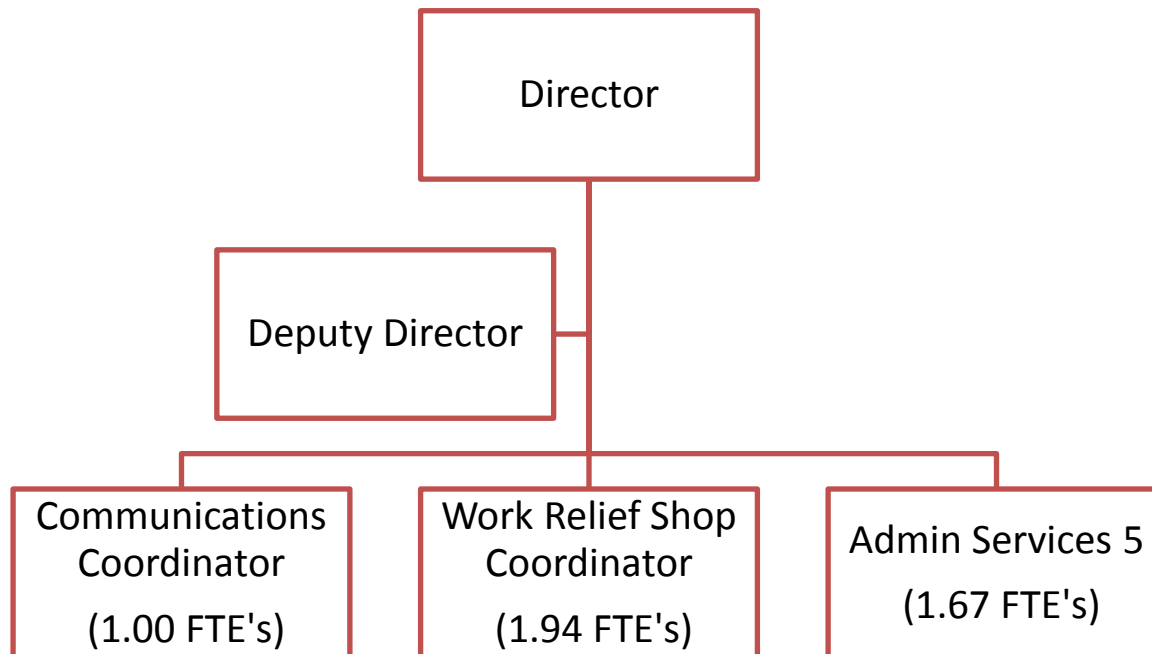 Director
Deputy Director
Communications
Coordinator
(1.00 FTE's)
Work Relief Shop
Coordinator
(1.94 FTE's)
Admin Services 5
(1.67 FTE's)